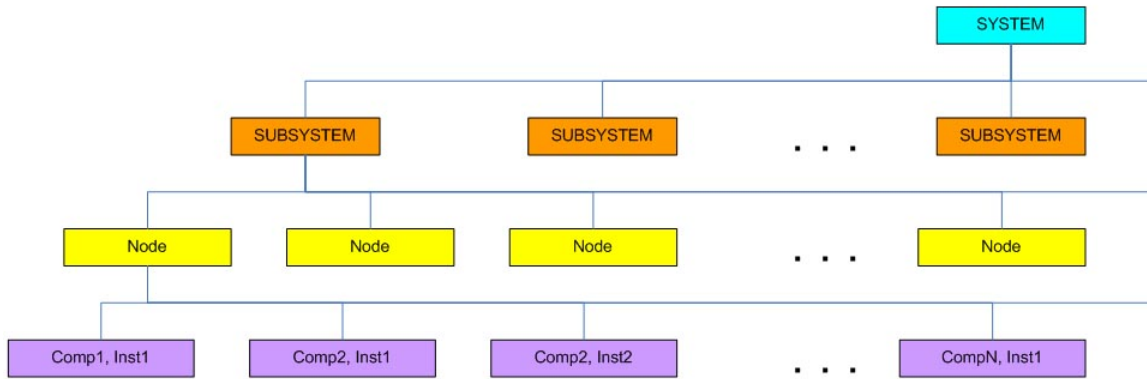 SYSTEM
SUBSYSTEM
SUBSYSTEM
. . .
SUBSYSTEM
Node
Node
Node
. . .
Node
Comp1, Inst1
Comp2, Inst1
Comp2, Inst2
. . .
CompN, Inst1